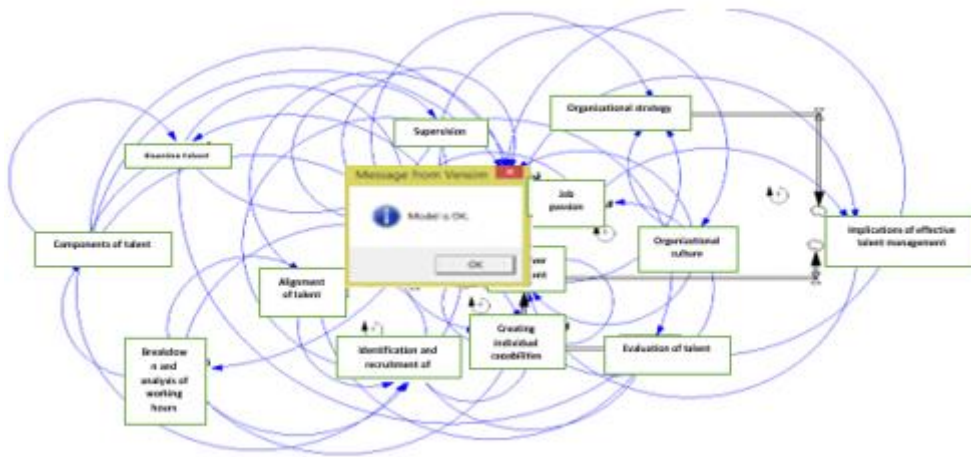 Organizational strategy
Supervision
talent
Message from Vensim
Model is OK.
OK
Job
passion
Components of talent
Organizational
culture
Implications of effective
talent management
Alignment
of talent
Creating
individual
capabilities
Identification and
recruitment of
Evaluation of talent
Breakdow
n and
analysis of
working
hours